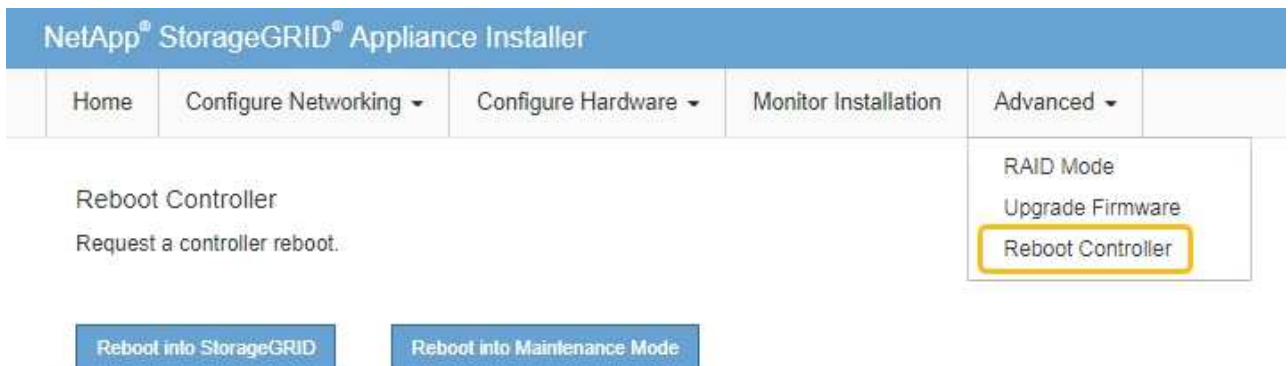 NetApp® StorageGRID® Appliance Installer
Home Configure Networking Configure Hardware Monitor Installation Advanced
RAID Mode
Upgrade Firmware
Reboot Controller
Reboot Controller
Request a controller reboot.
Reboot into StorageGRID Reboot into Maintenance Mode